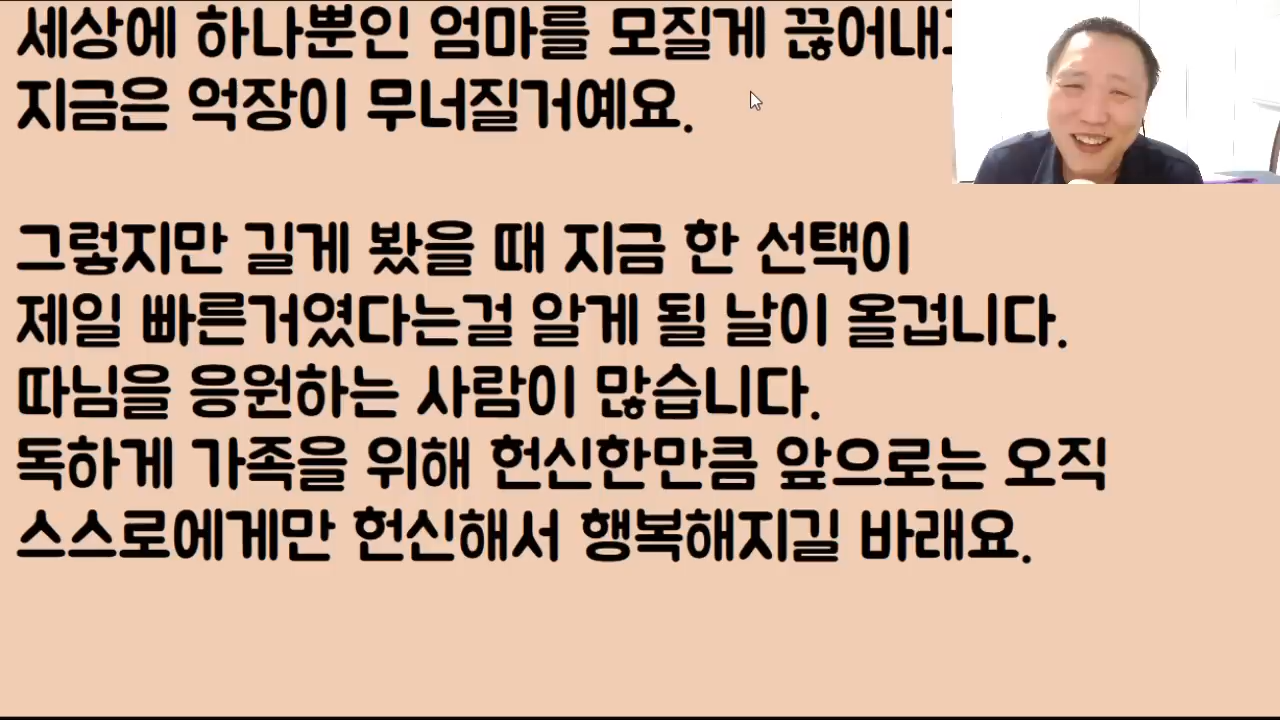 세상에 하나뿐인 엄마를 모질게 끊어내고
지금은 억장이 무너질거예요.
그렇지만 길게 봤을 때 지금 한 선택이
제일 빠른거였다는걸 알게 될 날이 올겁니다.
따님을 응원하는 사람이 많습니다.
독하게 가족을 위해 헌신한만큼 앞으로는 오직
스스로에게만 헌신해서 행복해지길 바래요.